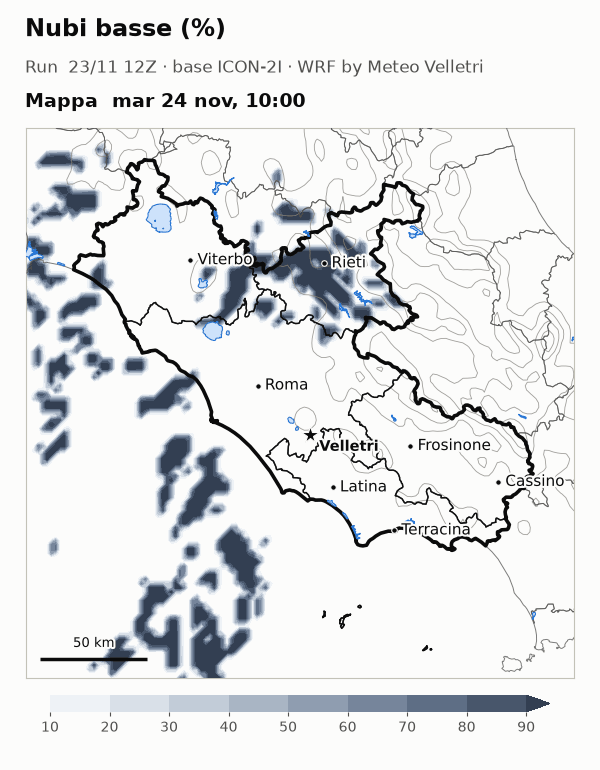 Nubi basse (%)
Run  23/11 12Z · base ICON-2I · WRF by Meteo Velletri
Mappa  mar 24 nov, 10:00
Viterbo
Rieti
Roma
Velletri
Frosinone
Cassino
Latina
Terracina
50 km
10 20 30 40 50 60 70 80 90